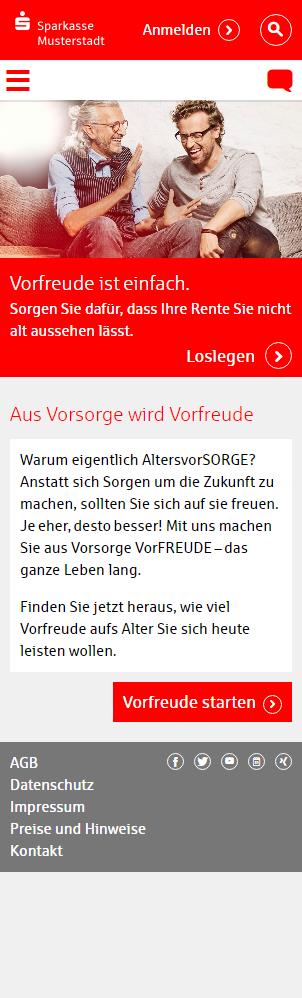 Sparkasse
Musterstadt
Anmelden
Vorfreude ist einfach.
Sorgen Sie dafür, dass Ihre Rente Sie nicht
alt aussehen lässt.
Loslegen
Aus Vorsorge wird Vorfreude
Warum eigentlich AltersvorSORGE?
Anstatt sich Sorgen um die Zukunft zu
machen, sollten Sie sich auf sie freuen.
Je eher, desto besser! Mit uns machen
Sie aus Vorsorge VorFREUDE – das
ganze Leben lang.
Finden Sie jetzt heraus, wie viel
Vorfreude aufs Alter Sie sich heute
leisten wollen.
Vorfreude starten
AGB
Datenschutz
Impressum
Preise und Hinweise
Kontakt